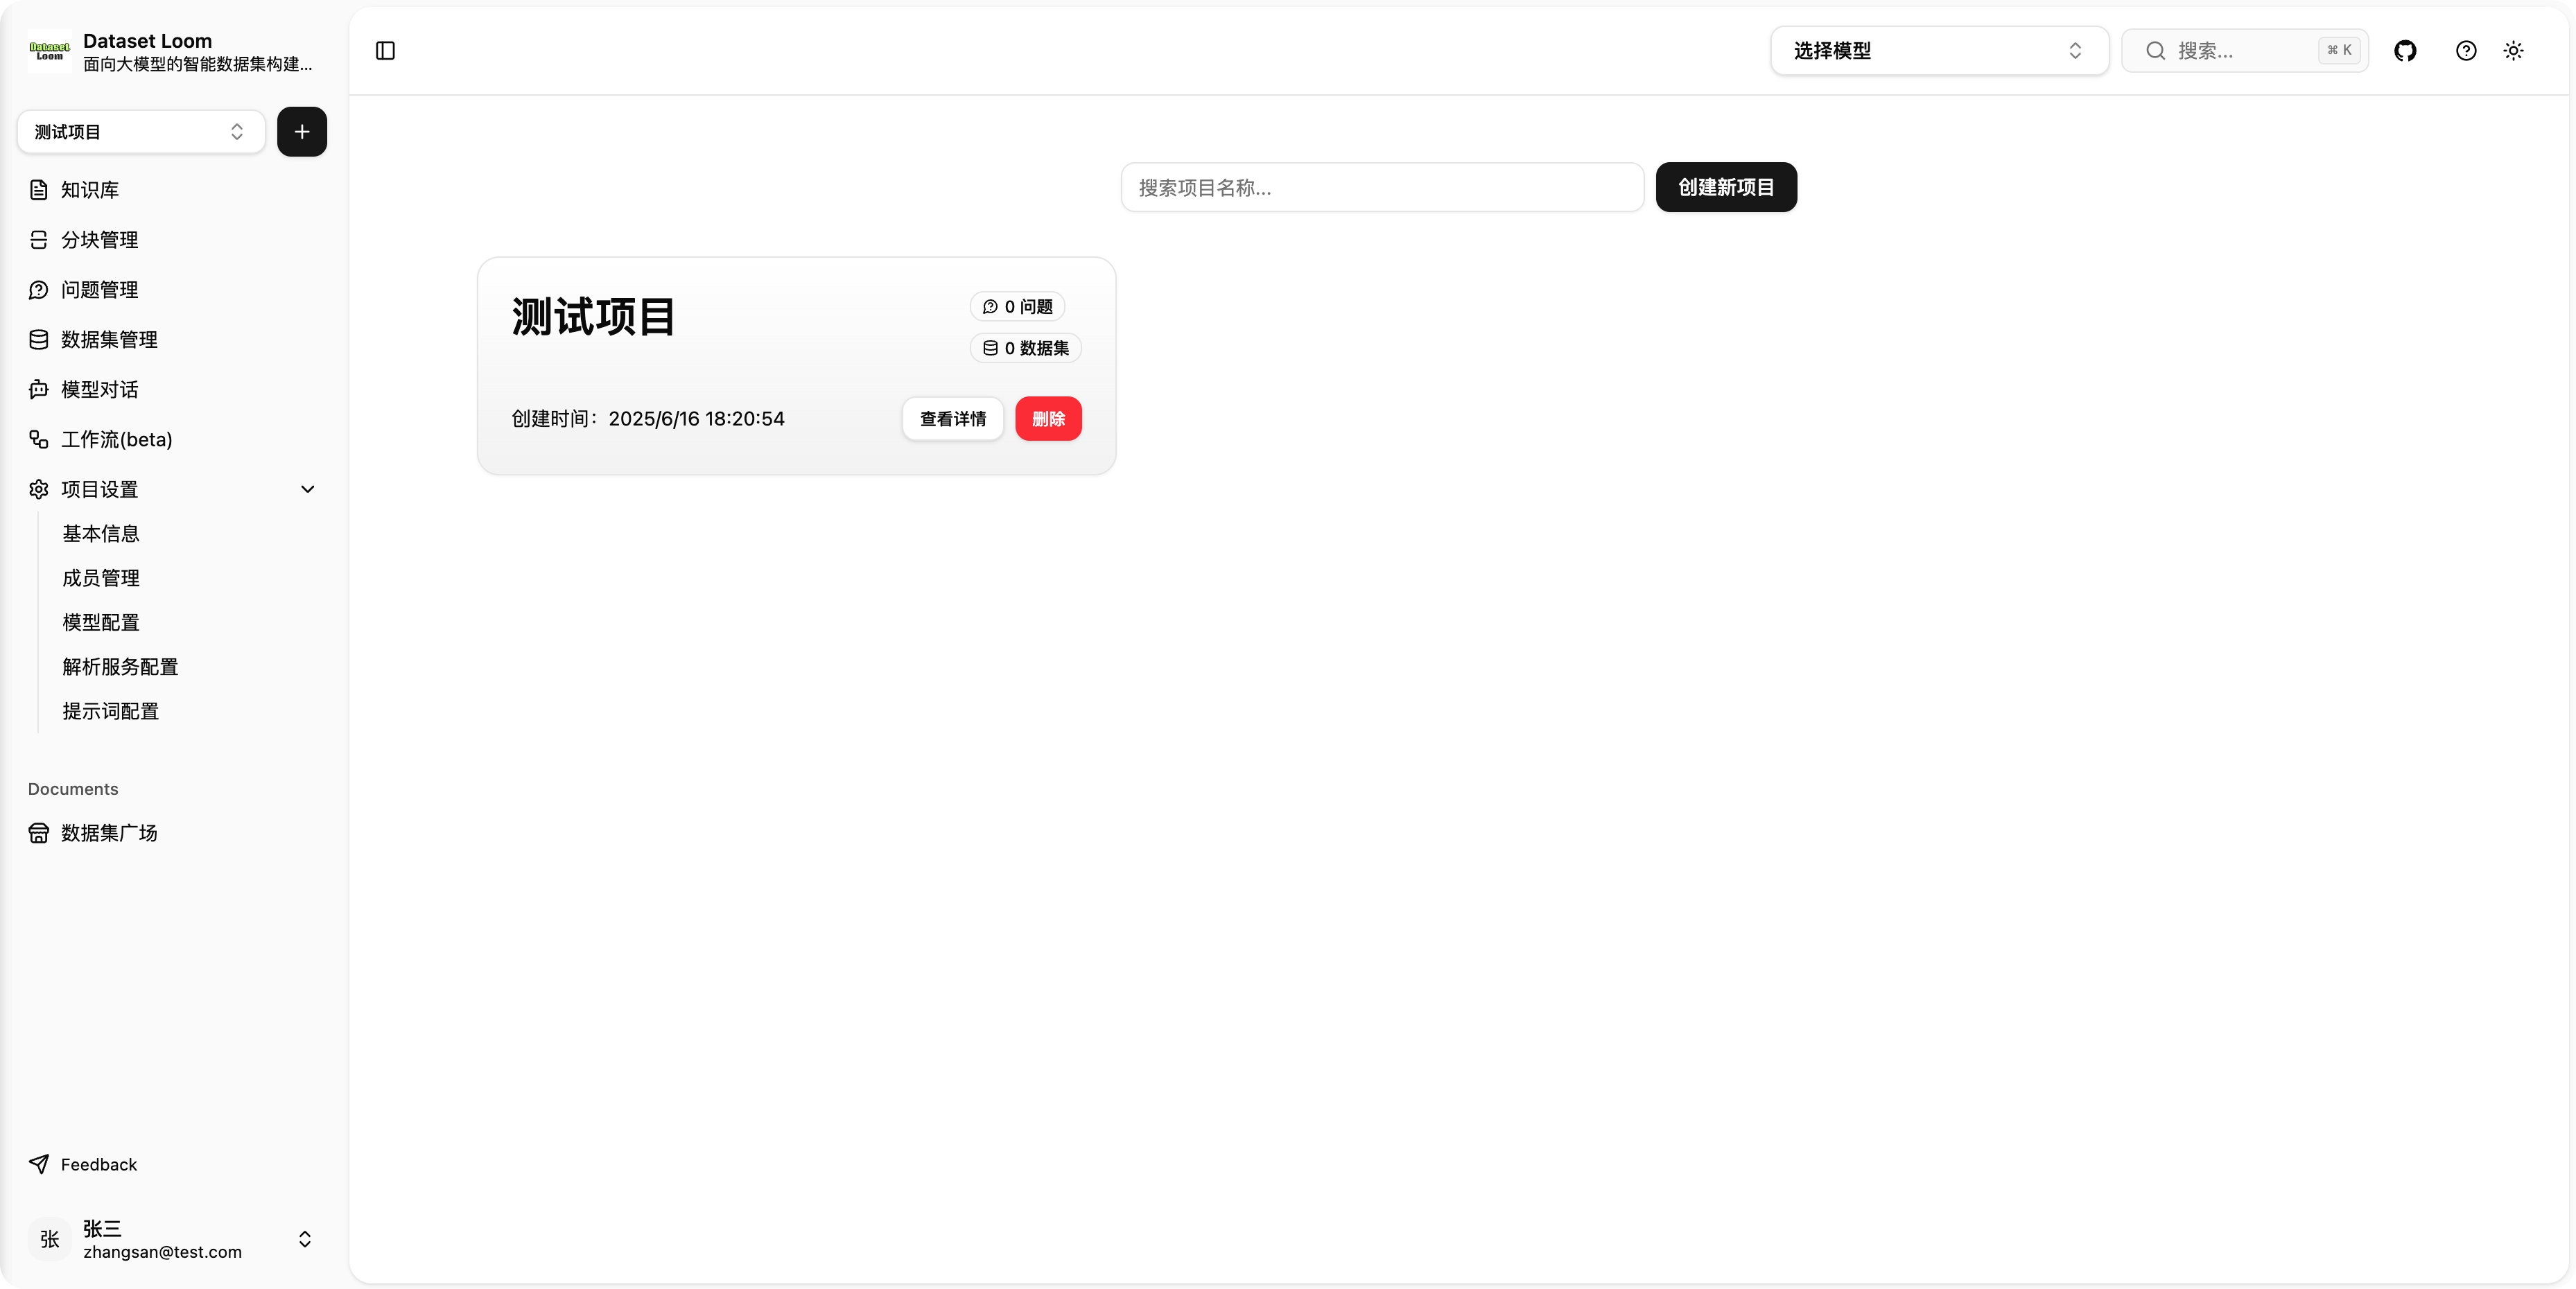 Dataset
Loom
Dataset Loom
面向大模型的智能数据集构建...
测试项目
知识库
分块管理
问题管理
数据集管理
模型对话
工作流(beta)
项目设置
基本信息
成员管理
模型配置
解析服务配置
提示词配置
Documents
数据集广场
Feedback
张
张三
zhangsan@test.com
选择模型
搜索...
⌘ K
搜索项目名称...
创建新项目
测试项目
0 问题
0 数据集
创建时间：2025/6/16 18:20:54
查看详情
删除